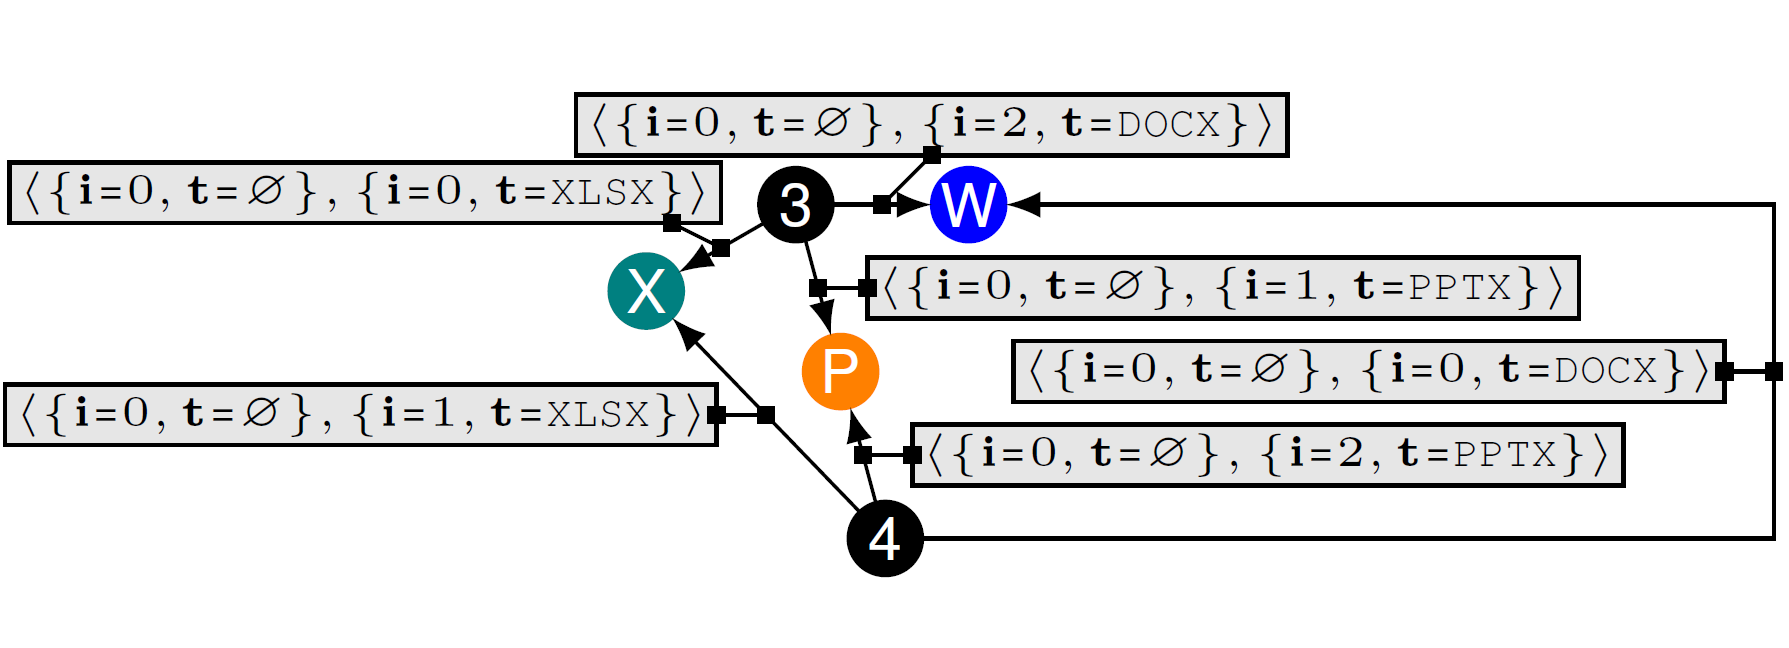 ⟨{i=0, t=∅}, {i=2, t=DOCX}⟩
⟨{i=0, t=∅}, {i=0, t=XLSX}⟩
3
W
X
⟨{i=0, t=∅}, {i=1, t=PPTX}⟩
P
⟨{i=0, t=∅}, {i=0, t=DOCX}⟩
⟨{i=0, t=∅}, {i=1, t=XLSX}⟩
⟨{i=0, t=∅}, {i=2, t=PPTX}⟩
4